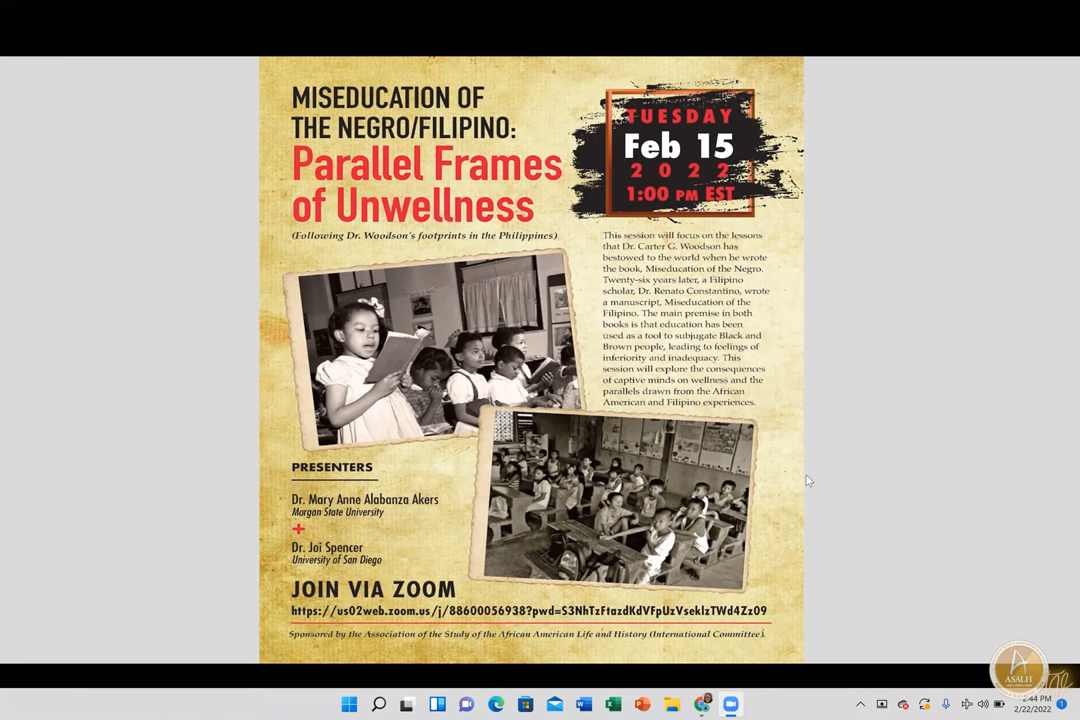 MISEDUCATION OF
THE NEGRO/FILIPINO:
Parallel Frames
of Unwellness
(Following Dr. Woodson's footprints in the Philippines)
TUESDAY
Feb 15
2022
1:00 PM EST
This session will focus on the lessons
that Dr. Carter G. Woodson has
bestowed to the world when he wrote
the book, Miseducation of the Negro.
Twenty-six years later, a Filipino
scholar, Dr. Renato Constantino, wrote
a manuscript, Miseducation of the
Filipino. The main premise in both
books is that education has been
used as a tool to subjugate Black and
Brown people, leading to feelings of
inferiority and inadequacy. This
session will explore the consequences
of captive minds on wellness and the
parallels drawn from the African
American and Filipino experiences.
PRESENTERS
Dr. Mary Anne Alabanza Akers
Morgan State University
+
Dr. Joi Spencer
University of San Diego
JOIN VIA ZOOM
https://us02web.zoom.us/j/88600056938?pwd=S3NhTzFtazdKdVFpUzVseklzTWd4Zz09
Sponsored by the Association of the Study of the African American Life and History (International Committee).
ASALH
:44 PM
2/22/2022